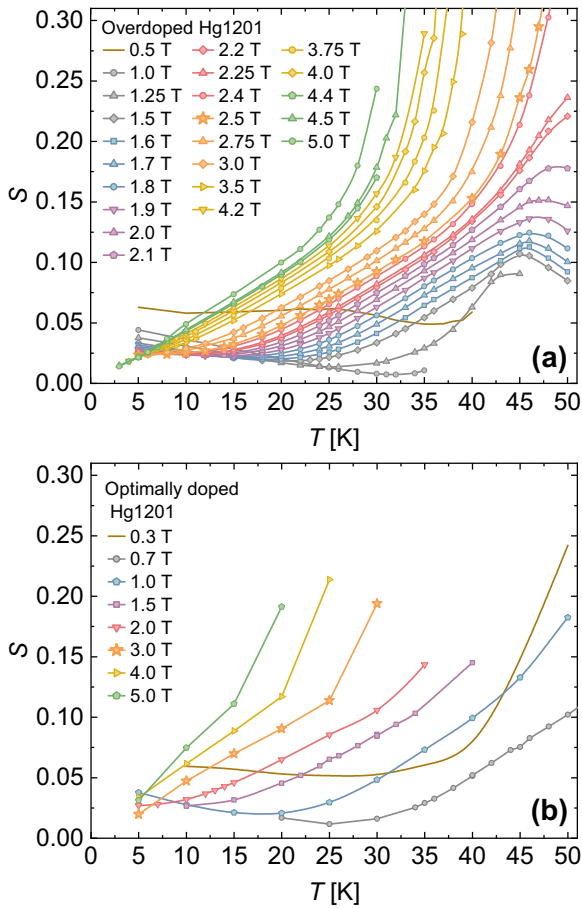 0.30
0.25
0.20
0.15
0.10
0.05
0.00
S
Overdoped Hg1201
0.5 T 2.2 T 3.75 T
1.0 T 2.25 T 4.0 T
1.25 T 2.4 T 4.4 T
1.5 T 2.5 T 4.5 T
1.6 T 2.75 T 5.0 T
1.7 T 3.0 T
1.8 T 3.5 T
1.9 T 4.2 T
2.0 T
2.1 T
(a)
0 5 10 15 20 25 30 35 40 45 50
T [K]
0.30
0.25
0.20
0.15
0.10
0.05
0.00
S
Optimally doped
Hg1201
0.3 T
0.7 T
1.0 T
1.5 T
2.0 T
3.0 T
4.0 T
5.0 T
(b)
0 5 10 15 20 25 30 35 40 45 50
T [K]